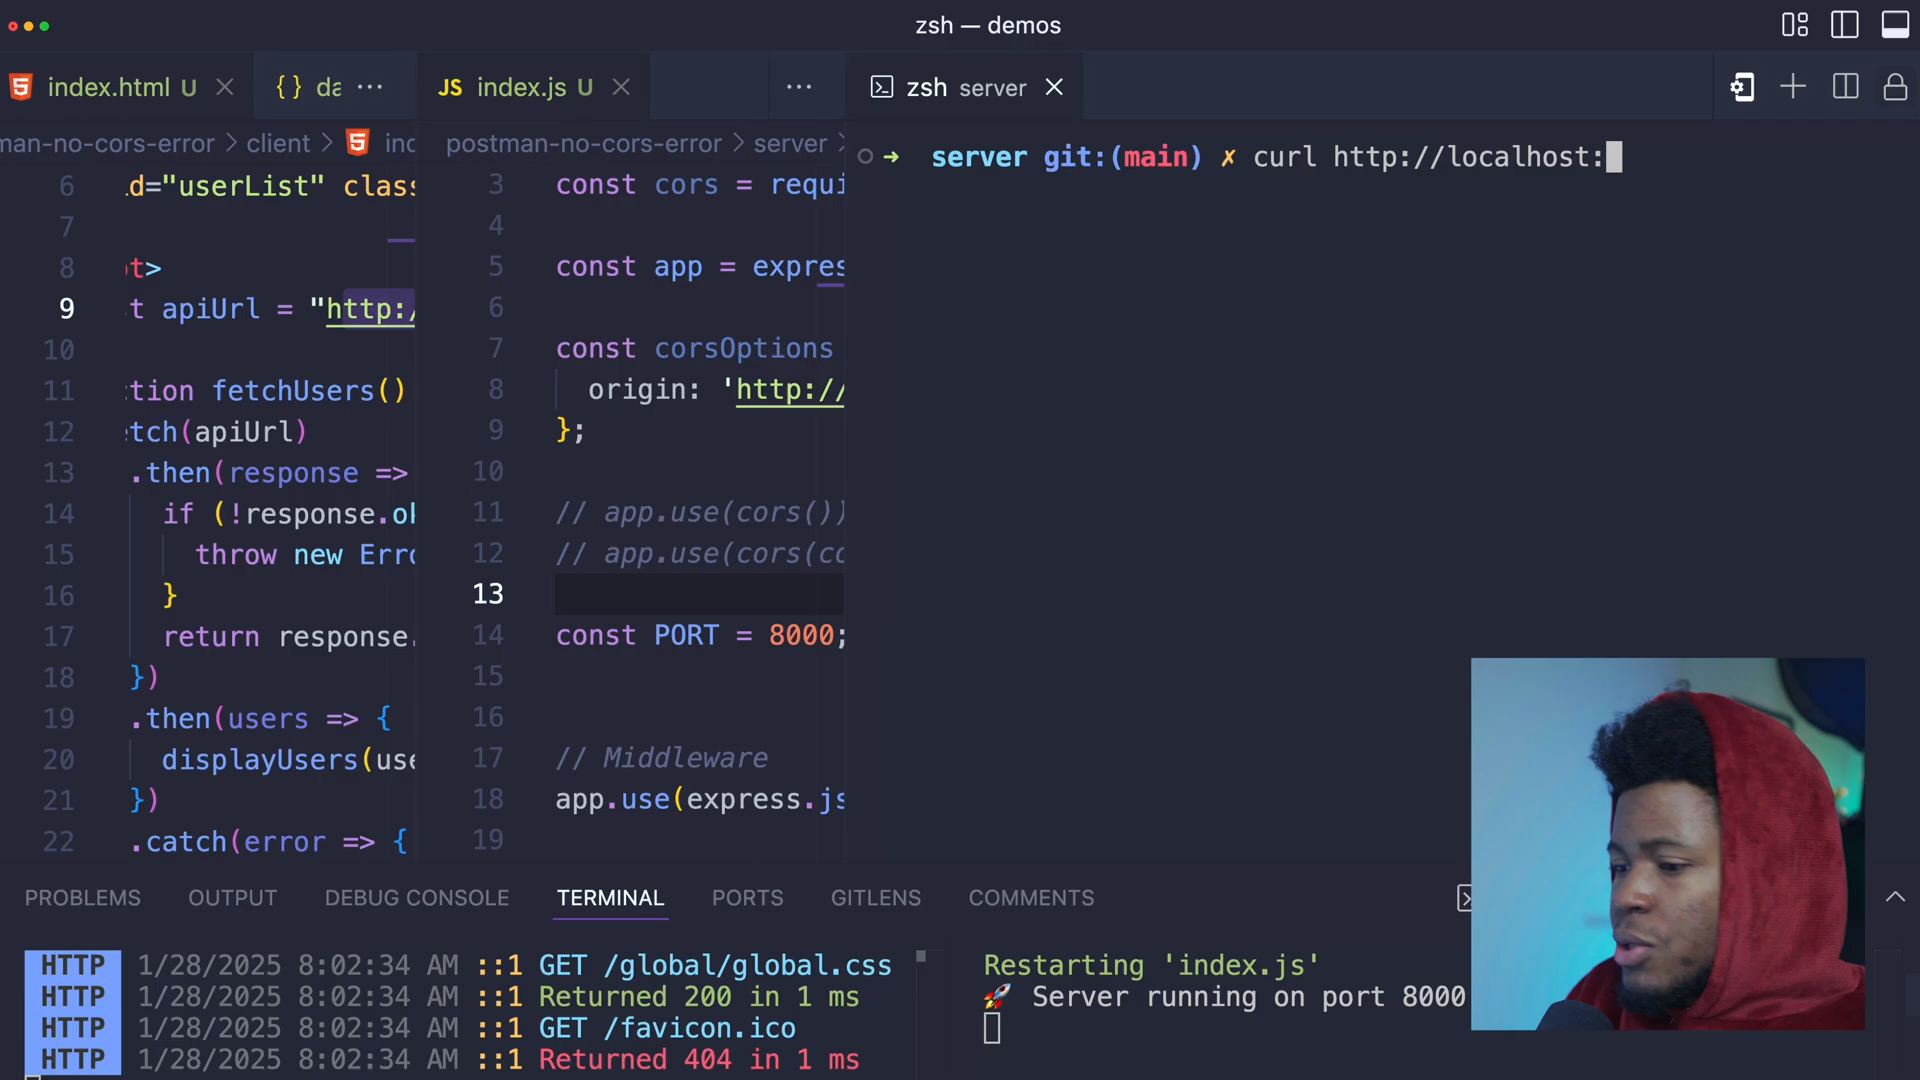 zsh — demos
index.html U
da ...
JS index.js U
...
zsh server
man-no-cors-error > client > inc
postman-no-cors-error > server >
6 d="userList" class
7
8 ot>
9 t apiUrl = "http:/
10
11 ction fetchUsers()
12 etch(apiUrl)
13 .then(response =>
14 if (!response.ok
15 throw new Erro
16 }
17 return response.
18 })
19 .then(users => {
20 displayUsers(use
21 })
22 .catch(error => {
3 const cors = requi
4
5 const app = expres
6
7 const corsOptions
8 origin: 'http://
9 };
10
11 // app.use(cors())
12 // app.use(cors(co
13
14 const PORT = 8000;
15
16
17 // Middleware
18 app.use(express.js
19
➜ server git:(main) ✗ curl http://localhost:
PROBLEMS OUTPUT DEBUG CONSOLE TERMINAL PORTS GITLENS COMMENTS
HTTP 1/28/2025 8:02:34 AM ::1 GET /global/global.css
HTTP 1/28/2025 8:02:34 AM ::1 Returned 200 in 1 ms
HTTP 1/28/2025 8:02:34 AM ::1 GET /favicon.ico
HTTP 1/28/2025 8:02:34 AM ::1 Returned 404 in 1 ms
Restarting 'index.js'
🚀 Server running on port 8000